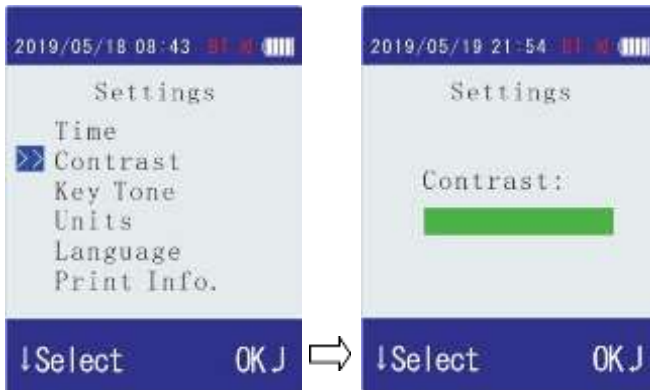 2019/05/18 08:43
Settings
Time
>> Contrast
Key Tone
Units
Language
Print Info.
↓Select OK↲
2019/05/19 21:54
Settings
Contrast:
↓Select OK↲